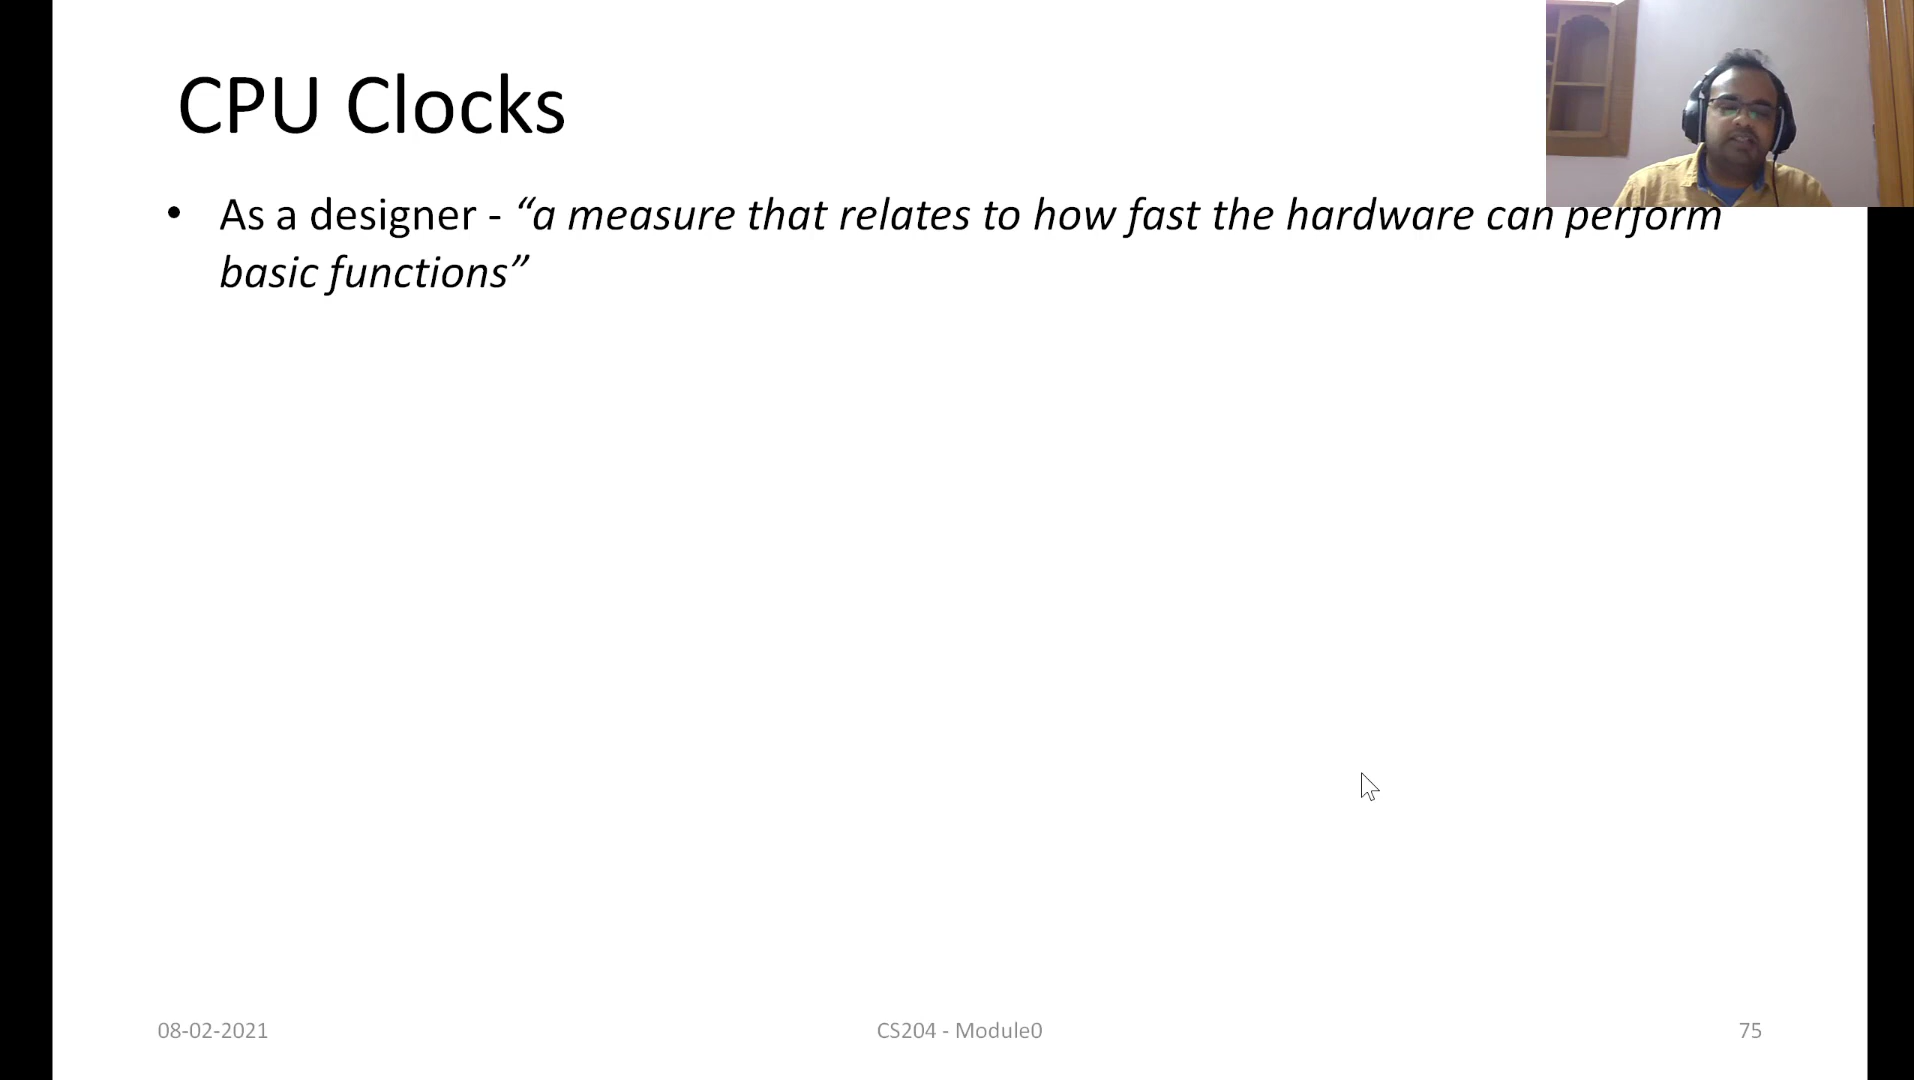 CPU Clocks
• As a designer - “a measure that relates to how fast the hardware can perform
basic functions”
08-02-2021 CS204 - Module0 75